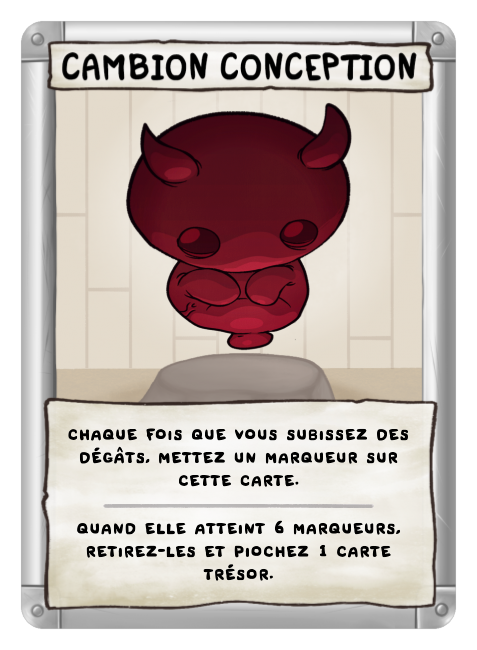 CAMBION CONCEPTION
CHAQUE FOIS QUE VOUS SUBISSEZ DES
DÉGÂTS, METTEZ UN MARQUEUR SUR
CETTE CARTE.
QUAND ELLE ATTEINT 6 MARQUEURS,
RETIREZ-LES ET PIOCHEZ 1 CARTE
TRÉSOR.